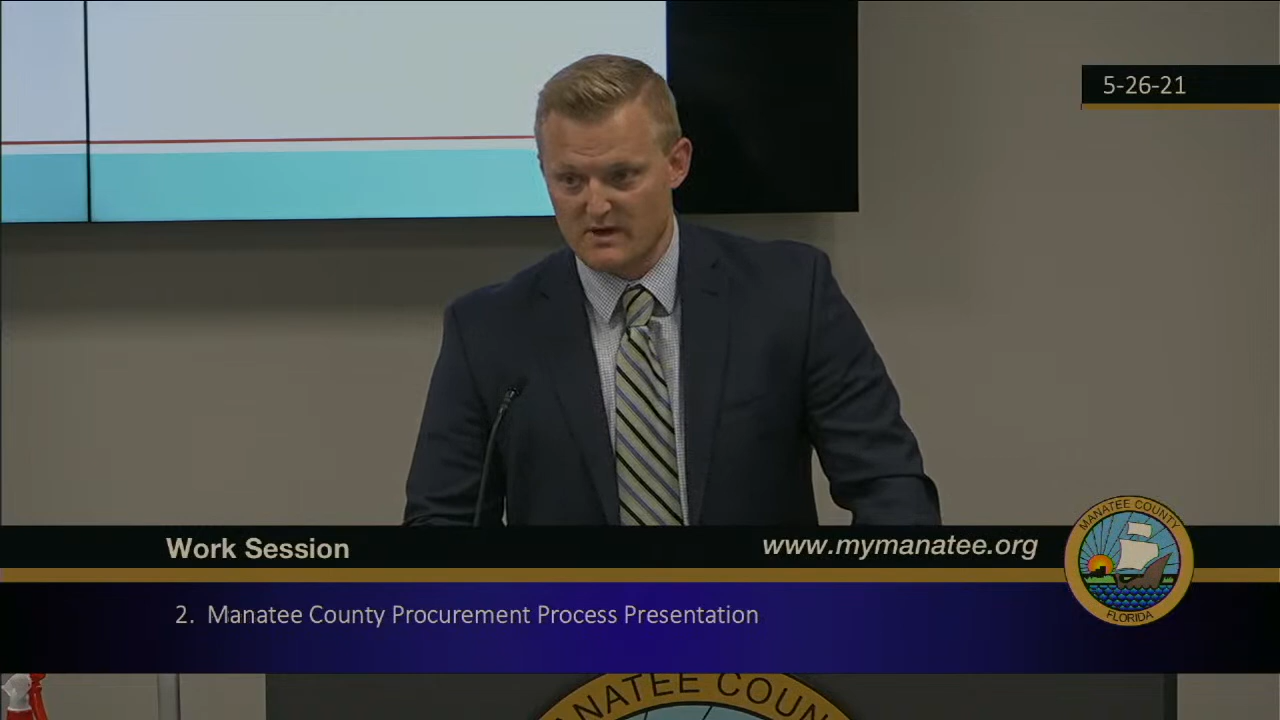 5-26-21
Work Session
www.mymanatee.org
MANATEE COUNTY
FLORIDA
2. Manatee County Procurement Process Presentation
MANATEE COUN